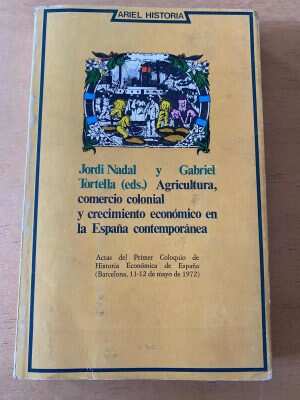 ARIEL HISTORIA
Jordi Nadal y Gabriel
Tortella (eds.) Agricultura,
comercio colonial
y crecimiento económico en
la España contemporánea
Actas del Primer Coloquio de
Historia Económica de España
(Barcelona, 11-12 de mayo de 1972)